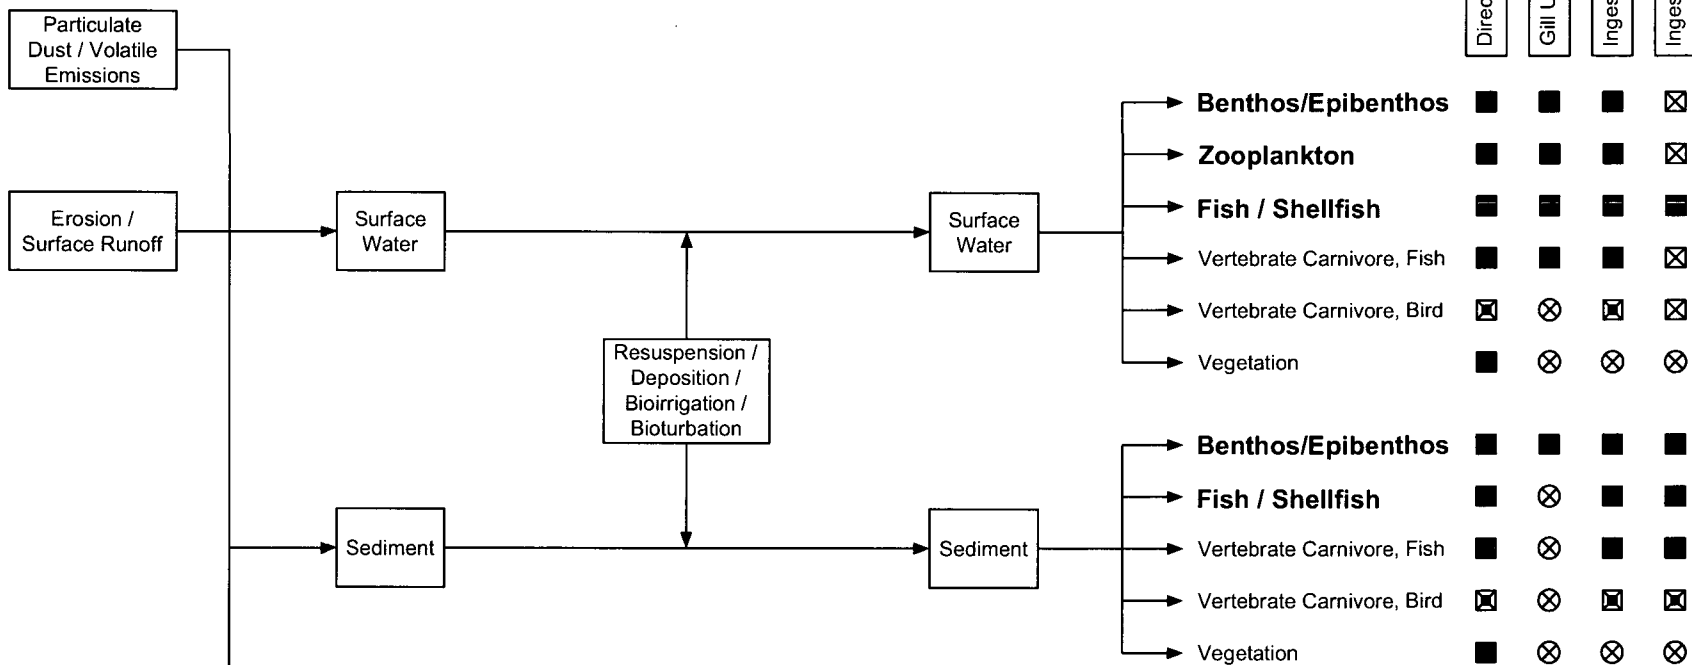 Particulate
Dust / Volatile
Emissions
Erosion /
Surface Runoff
Surface
Water
Sediment
Resuspension /
Deposition /
Bioirrigation /
Bioturbation
Surface
Water
Sediment
Benthos/Epibenthos
Zooplankton
Fish / Shellfish
Vertebrate Carnivore, Fish
Vertebrate Carnivore, Bird
Vegetation
Benthos/Epibenthos
Fish / Shellfish
Vertebrate Carnivore, Fish
Vertebrate Carnivore, Bird
Vegetation
Gill